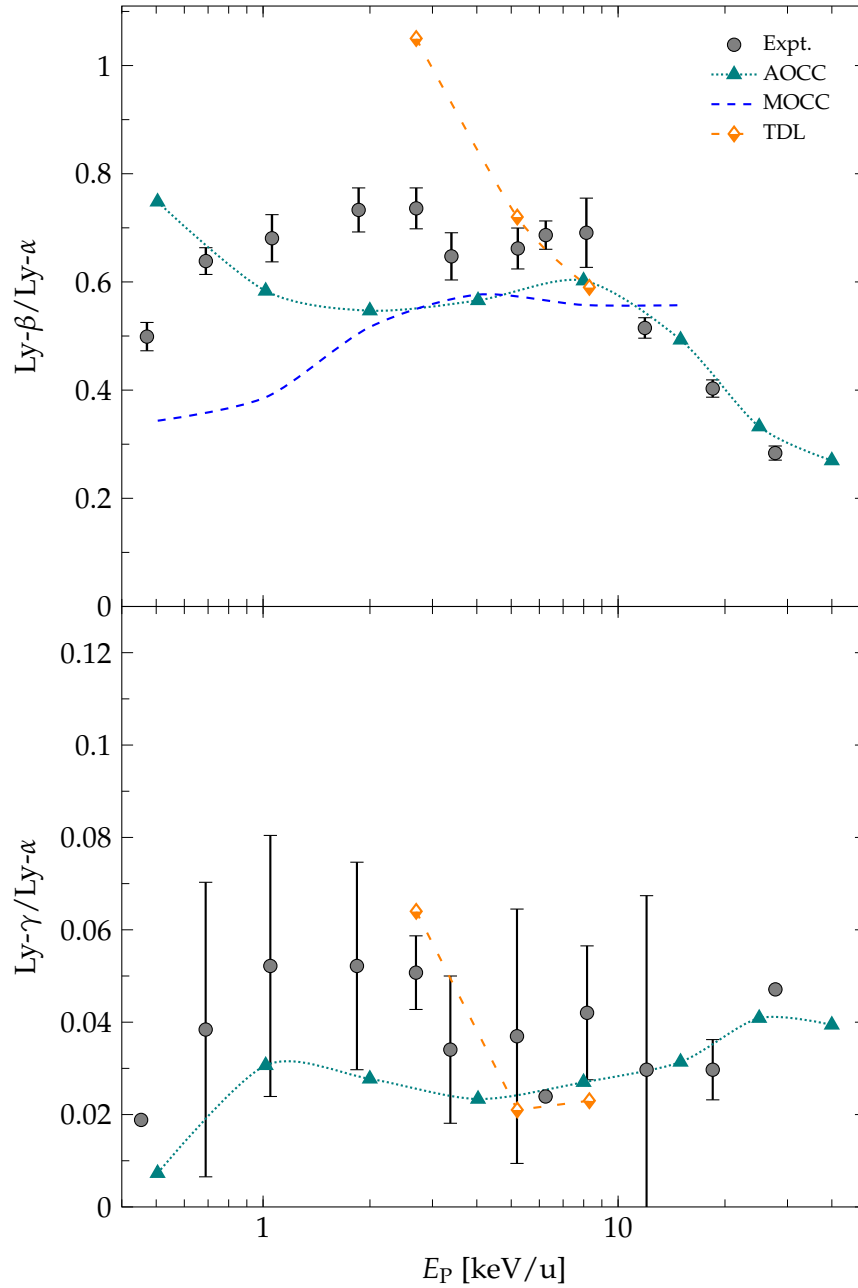 1
0.8
0.6
0.4
0.2
0
Ly-β/Ly-α
Expt.
AOCC
MOCC
TDL
0.12
0.1
0.08
0.06
0.04
0.02
0
Ly-γ/Ly-α
1
10
E_P [keV/u]